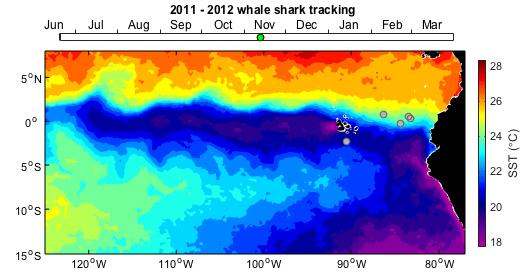 2011 - 2012 whale shark tracking
Jun Jul Aug Sep Oct Nov Dec Jan Feb Mar
5°N
0°
5°S
10°S
15°S
120°W 110°W 100°W 90°W 80°W
28
26
24
22
20
18
SST (°C)